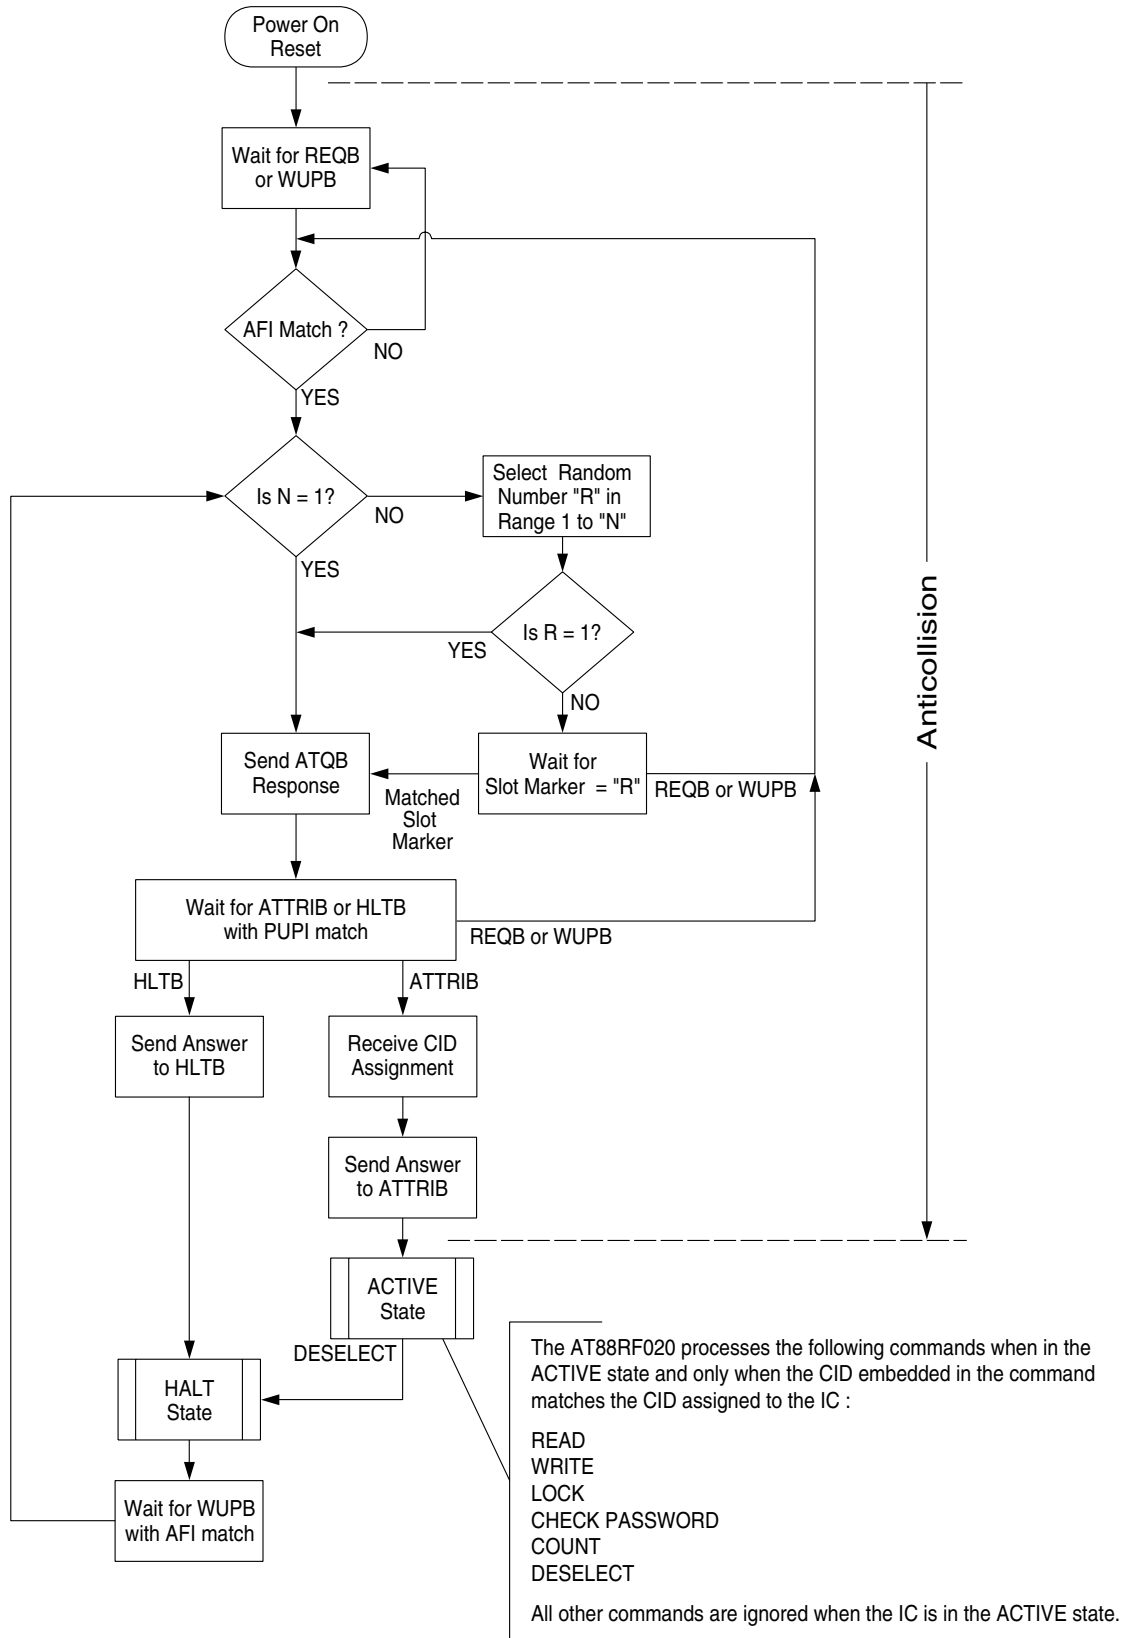 Power On
Reset
Wait for REQB
or WUPB
AFI Match ?
NO
YES
Is N = 1?
NO
YES
Select Random
Number "R" in
Range 1 to "N"
Is R = 1?
YES
NO
Send ATQB
Response
Wait for
Slot Marker = "R"
Matched
Slot
Marker
REQB or WUPB
Anticollision
Wait for ATTRIB or HLTB
with PUPI match
REQB or WUPB
HLTB
ATTRIB
Send Answer
to HLTB
Receive CID
Assignment
Send Answer
to ATTRIB
ACTIVE
State
DESELECT
HALT
State
Wait for WUPB
with AFI match
The AT88RF020 processes the following commands when in the
ACTIVE state and only when the CID embedded in the command
matches the CID assigned to the IC :
READ
WRITE
LOCK
CHECK PASSWORD
COUNT
DESELECT
All other commands are ignored when the IC is in the ACTIVE state.